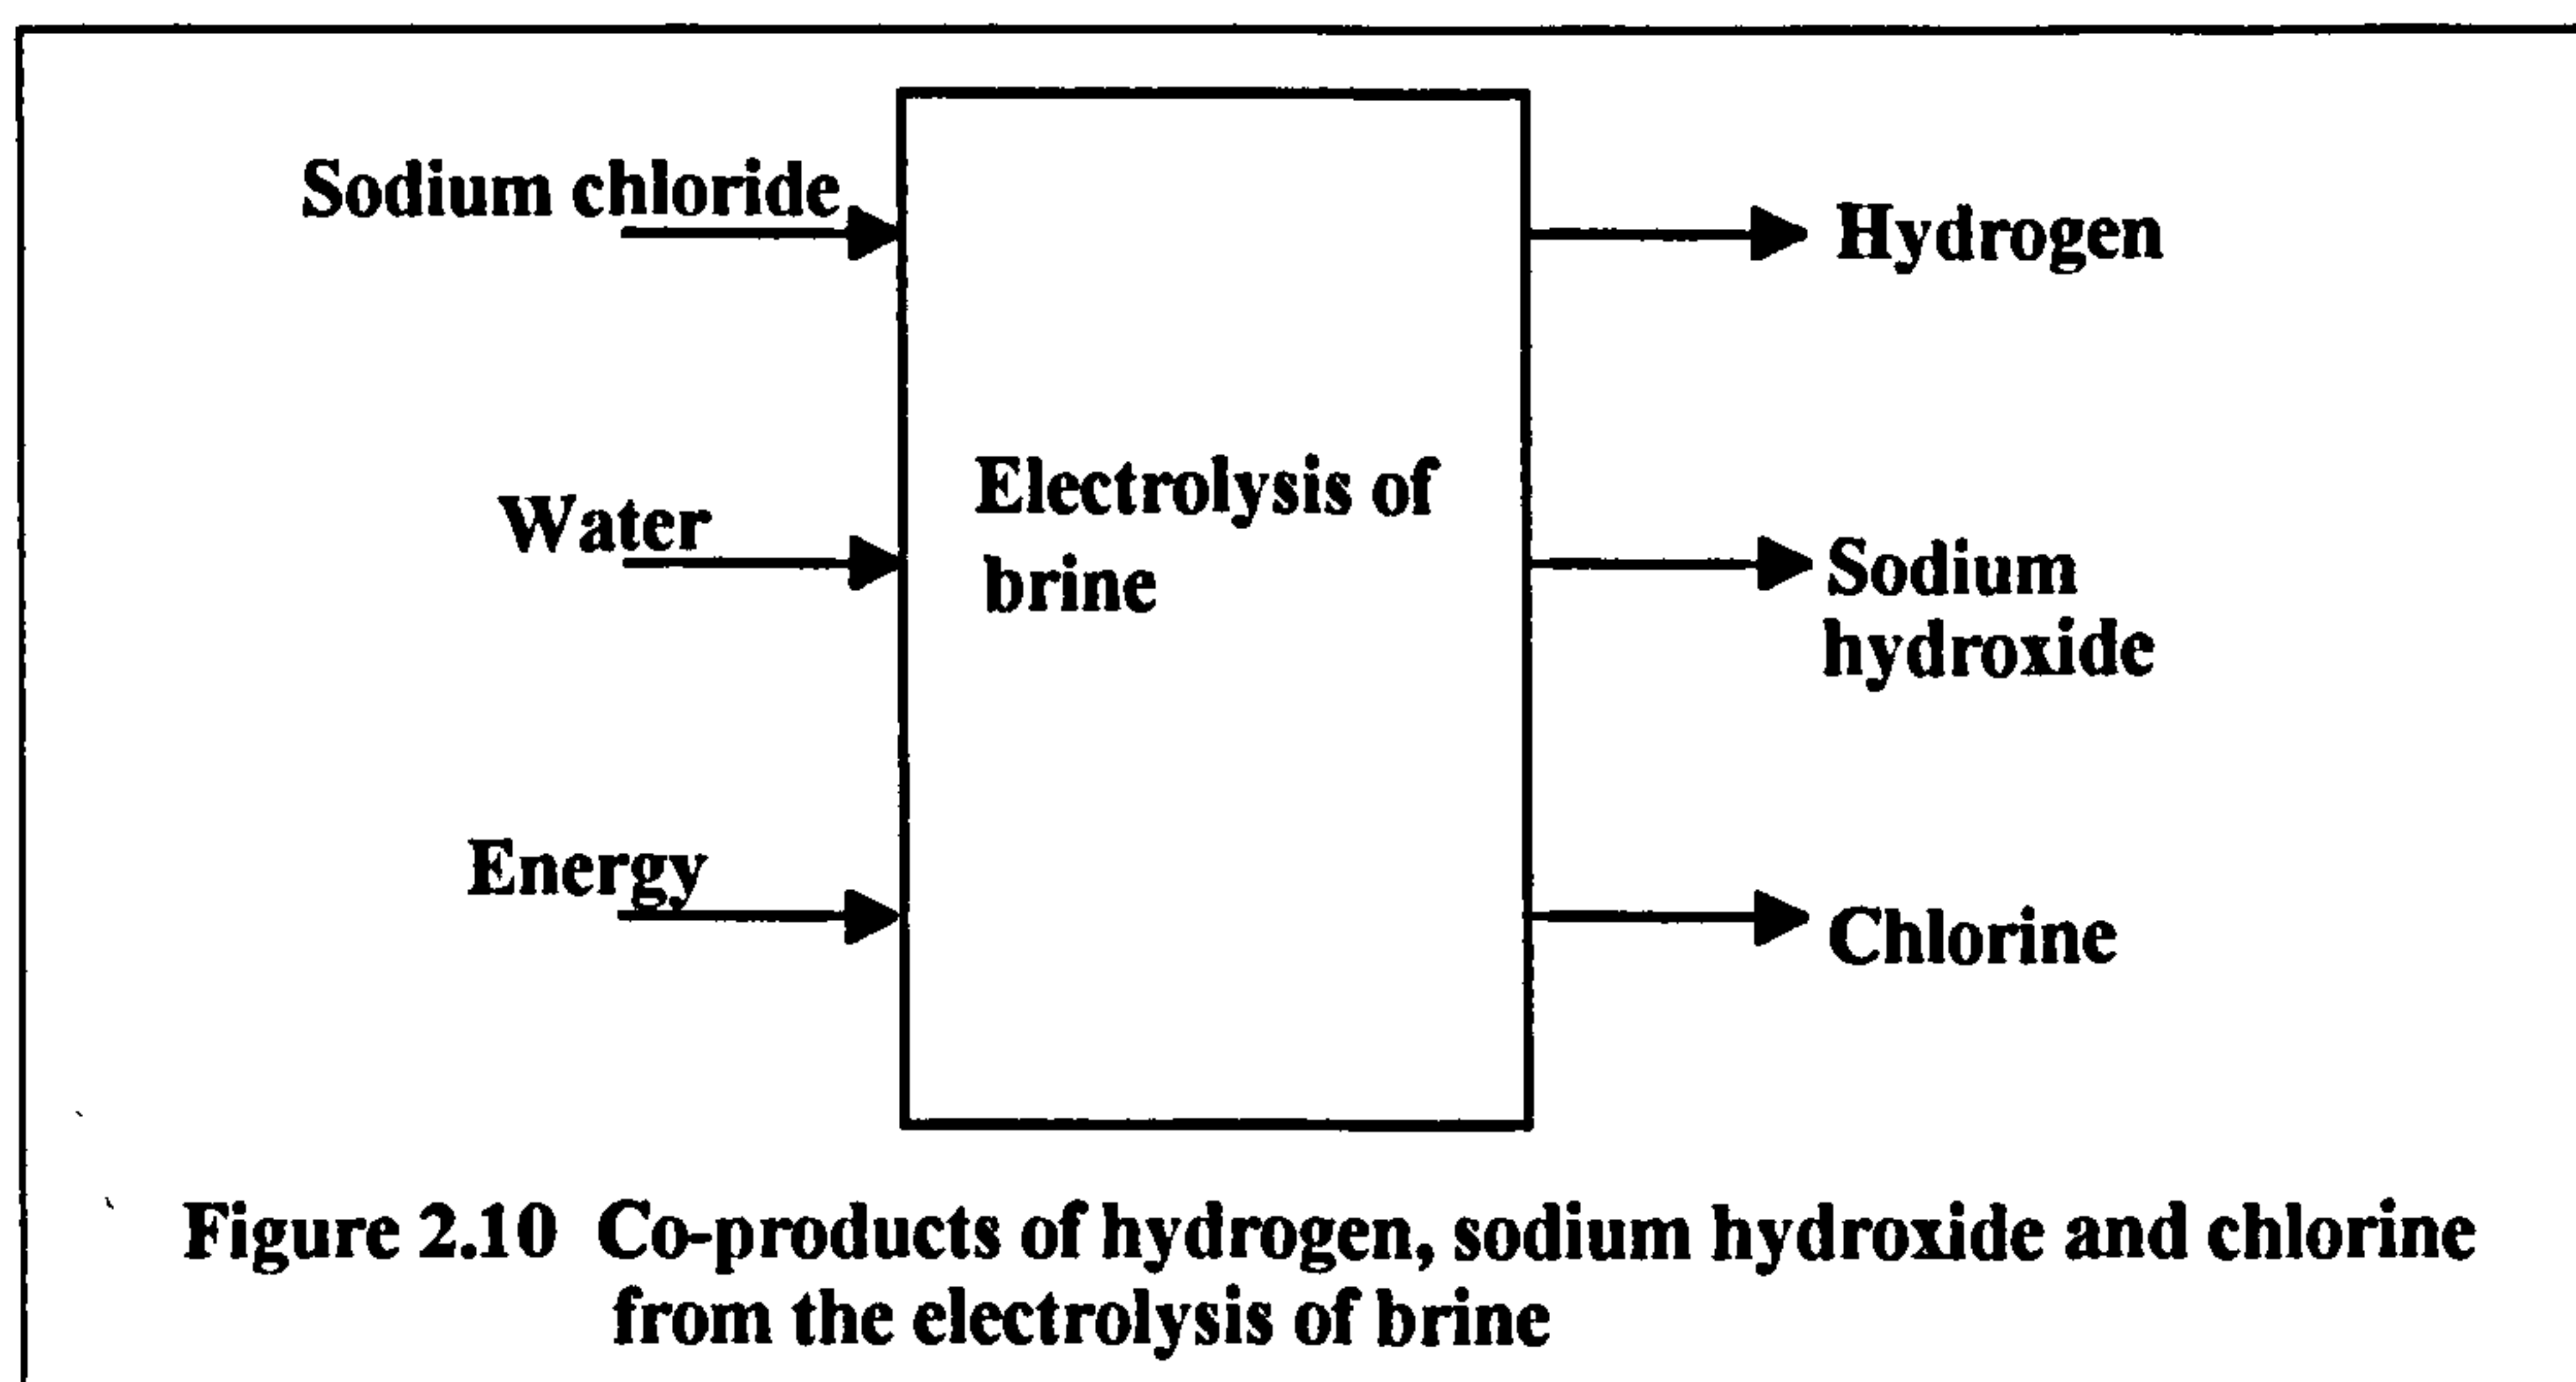 Sodium chloride
Hydrogen
Water
Electrolysis of
brine
Sodium
hydroxide
Energy
Chlorine
Figure 2.10 Co-products of hydrogen, sodium hydroxide and chlorine
from the electrolysis of brine